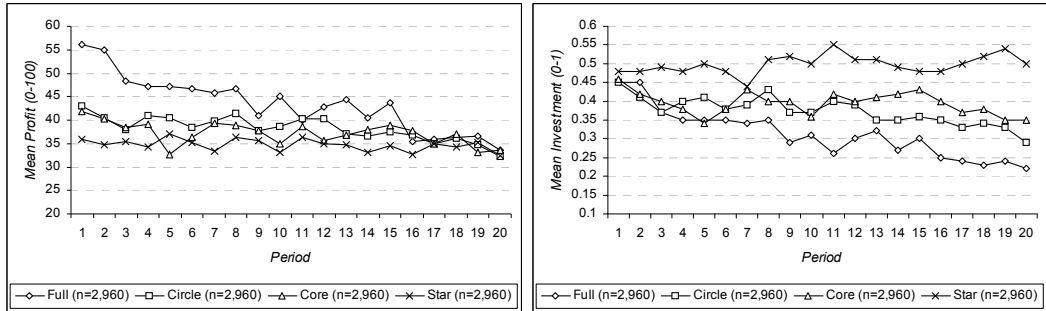 Mean Profit (0-100)
60
55
50
45
40
35
30
25
20
1 2 3 4 5 6 7 8 9 10 11 12 13 14 15 16 17 18 19 20
Period
Full (n=2,960) Circle (n=2,960) Core (n=2,960) Star (n=2,960)
Mean Investment (0-1)
0.6
0.55
0.5
0.45
0.4
0.35
0.3
0.25
0.2
0.15
0.1
1 2 3 4 5 6 7 8 9 10 11 12 13 14 15 16 17 18 19 20
Period
Full (n=2,960) Circle (n=2,960) Core (n=2,960) Star (n=2,960)